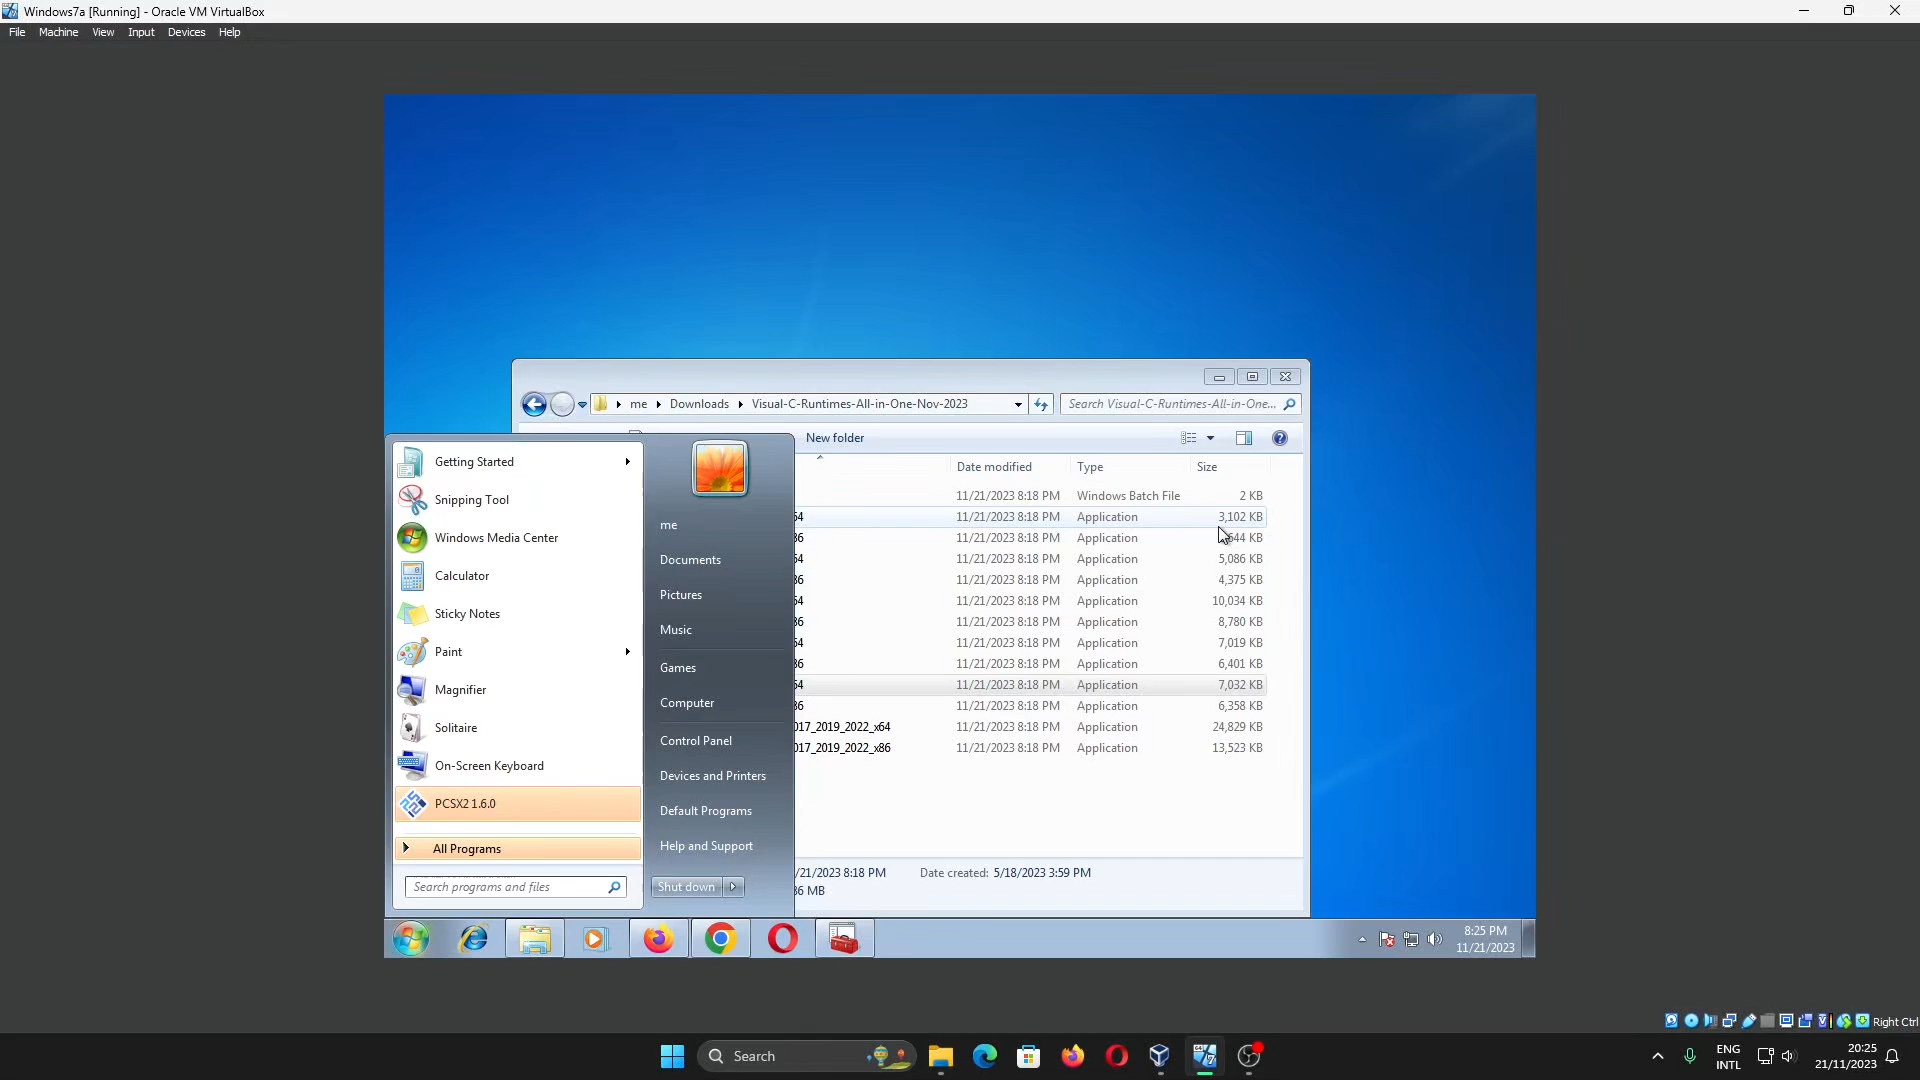 Windows7a [Running] - Oracle VM VirtualBox
File Machine View Input Devices Help
me Downloads Visual-C-Runtimes-All-in-One-Nov-2023 Search Visual-C-Runtimes-All-in-One...
New folder
Date modified Type Size
11/21/2023 8:18 PM Windows Batch File 2 KB
64 11/21/2023 8:18 PM Application 3,102 KB
86 11/21/2023 8:18 PM Application 644 KB
64 11/21/2023 8:18 PM Application 5,086 KB
86 11/21/2023 8:18 PM Application 4,375 KB
64 11/21/2023 8:18 PM Application 10,034 KB
86 11/21/2023 8:18 PM Application 8,780 KB
64 11/21/2023 8:18 PM Application 7,019 KB
86 11/21/2023 8:18 PM Application 6,401 KB
64 11/21/2023 8:18 PM Application 7,032 KB
86 11/21/2023 8:18 PM Application 6,358 KB
017_2019_2022_x64 11/21/2023 8:18 PM Application 24,829 KB
017_2019_2022_x86 11/21/2023 8:18 PM Application 13,523 KB
/21/2023 8:18 PM Date created: 5/18/2023 3:59 PM
MB
Getting Started
Snipping Tool
Windows Media Center
Calculator
Sticky Notes
Paint
Magnifier
Solitaire
On-Screen Keyboard
PCSX2 1.6.0
All Programs
Search programs and files
me
Documents
Pictures
Music
Games
Computer
Control Panel
Devices and Printers
Default Programs
Help and Support
Shut down
8:25 PM
11/21/2023
Right Ctrl
Search
ENG
INTL
20:25
21/11/2023